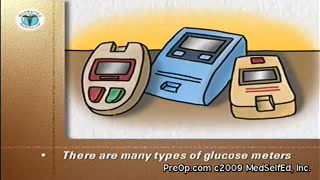 • There are many types of glucose meters
PreOp.com c2009 MedSelfEd, Inc.